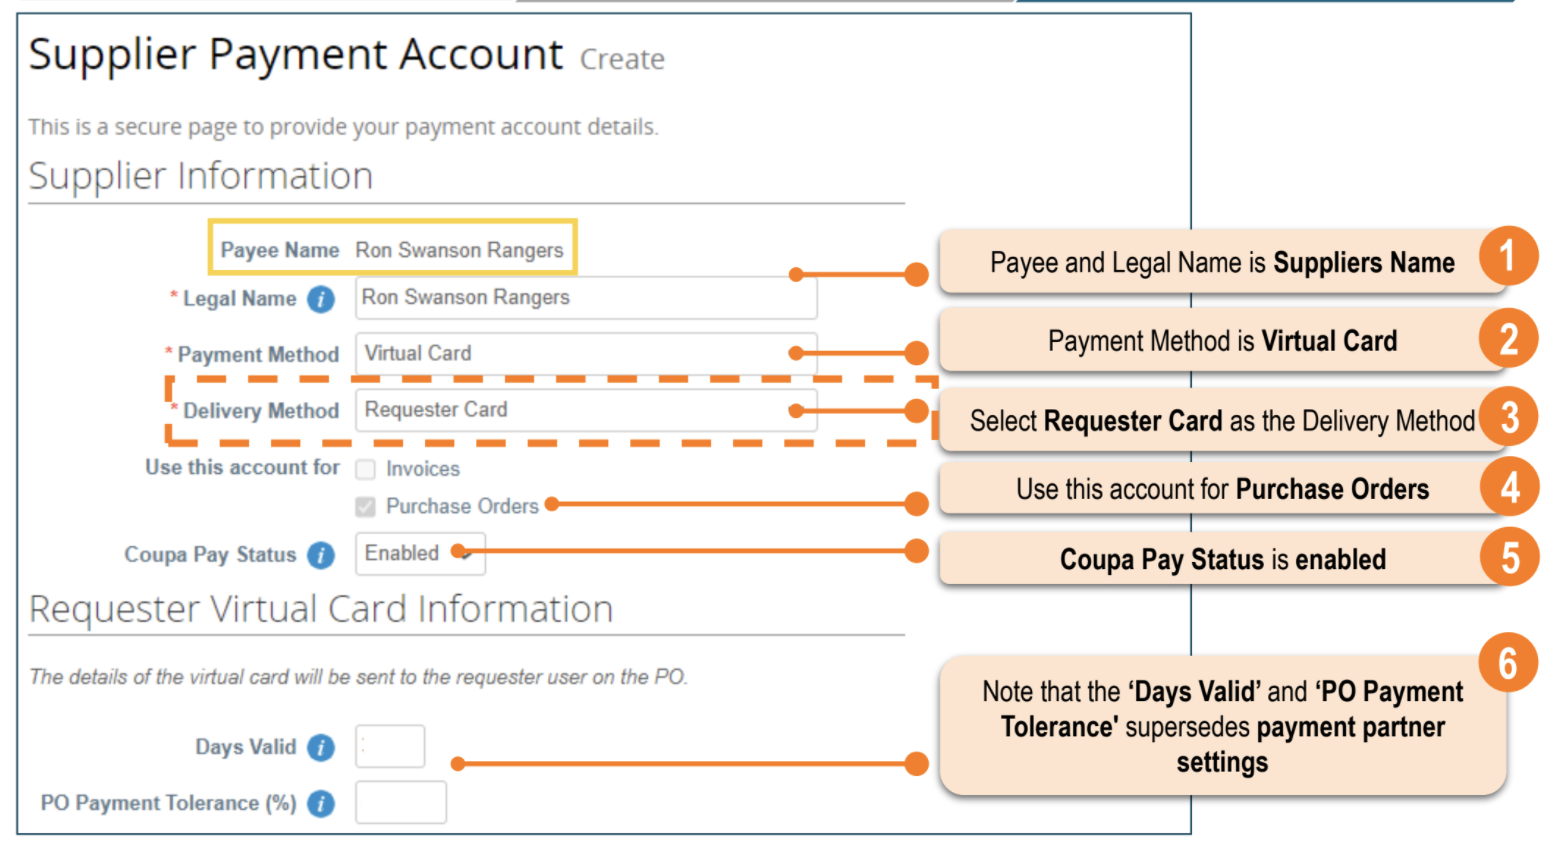 Supplier Payment Account Create
This is a secure page to provide your payment account details.
Supplier Information
Payee Name Ron Swanson Rangers
* Legal Name i Ron Swanson Rangers
* Payment Method Virtual Card
* Delivery Method Requester Card
Use this account for Invoices
Purchase Orders
Coupa Pay Status i Enabled
Requester Virtual Card Information
The details of the virtual card will be sent to the requester user on the PO.
Days Valid i
PO Payment Tolerance (%) i
Payee and Legal Name is Suppliers Name 1
Payment Method is Virtual Card 2
Select Requester Card as the Delivery Method 3
Use this account for Purchase Orders 4
Coupa Pay Status is enabled 5
6
Note that the ‘Days Valid’ and ‘PO Payment
Tolerance' supersedes payment partner
settings